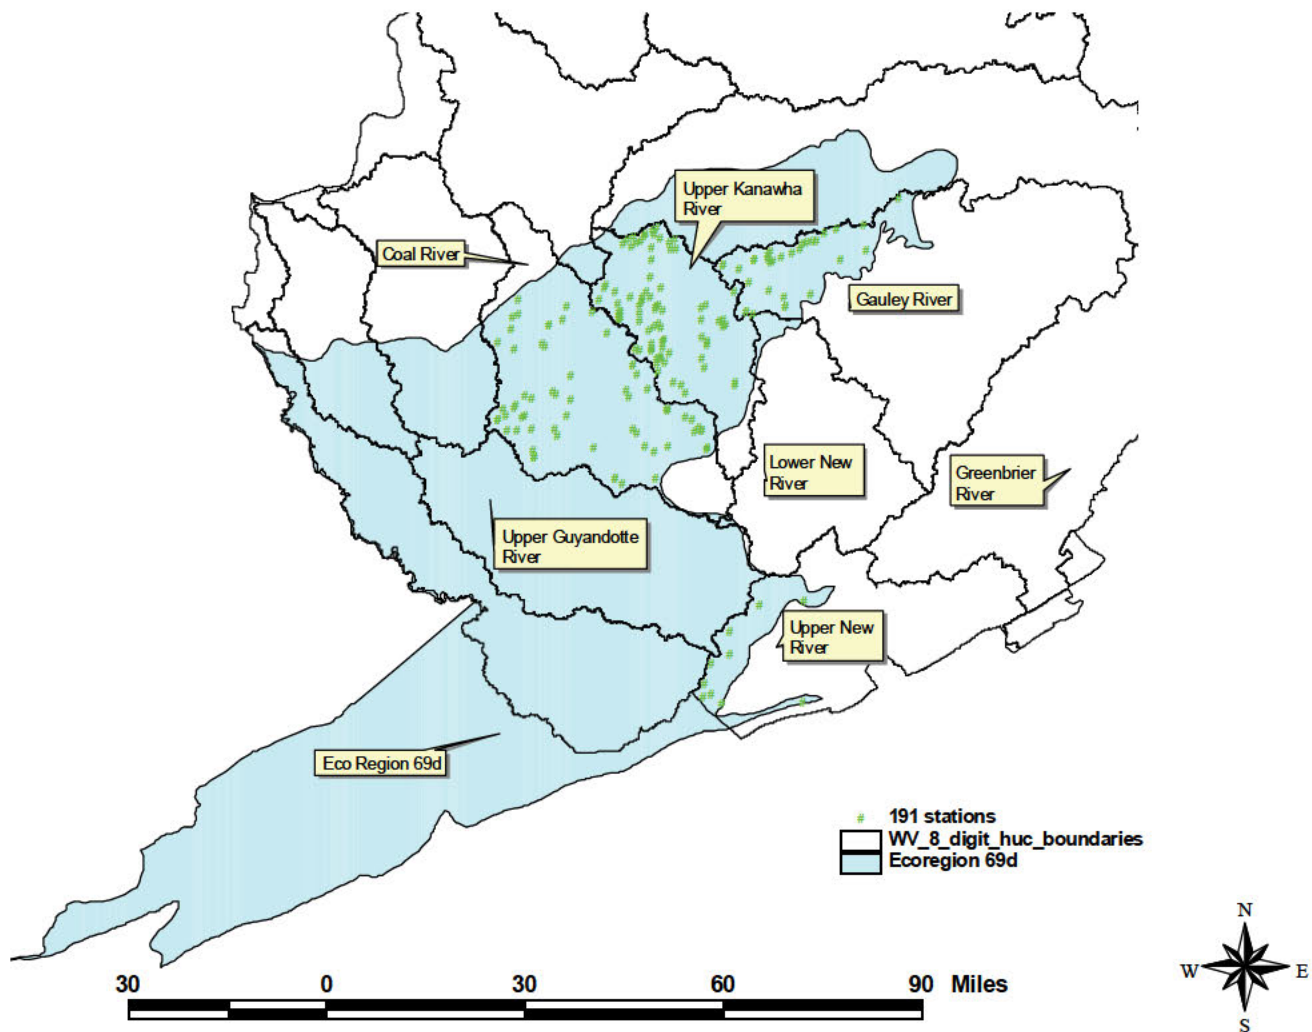 Upper Kanawha
River
Coal River
Gauley River
Lower New
River
Greenbrier
River
Upper Guyandotte
River
Upper New
River
Eco Region 69d
# 191 stations
WV_8_digit_huc_boundaries
Ecoregion 69d
30 0 30 60 90 Miles
N
W E
S